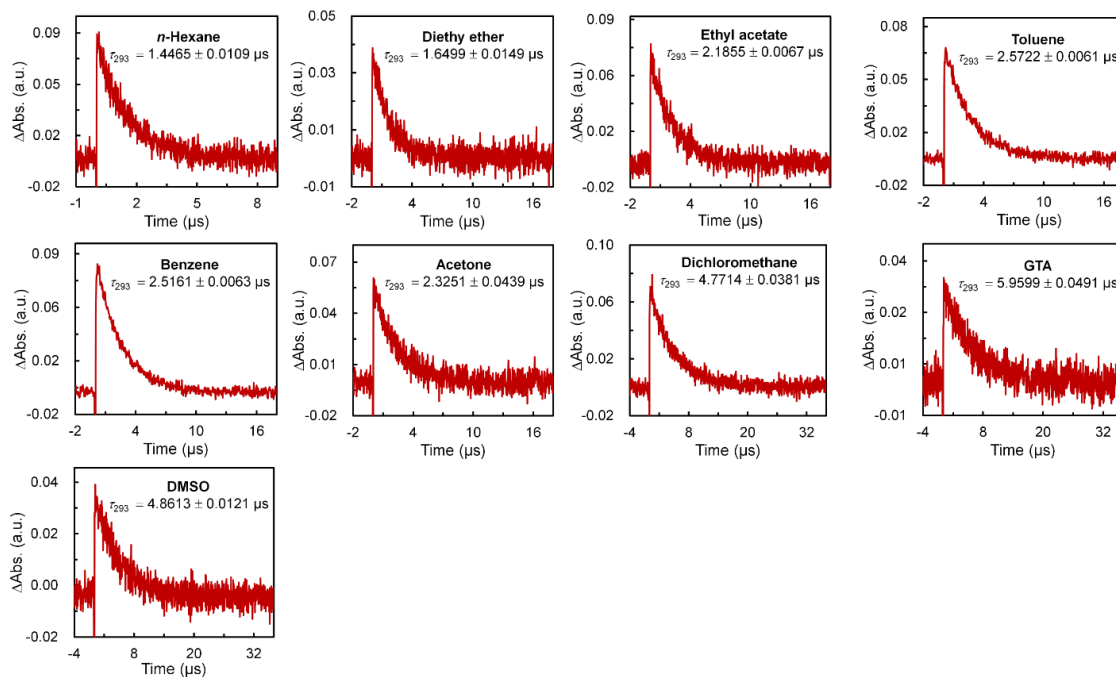 n-Hexane
τ293 = 1.4465 ± 0.0109 µs
ΔAbs. (a.u.)
0.09
0.05
0.02
-0.02
-1
2
5
8
Time (µs)
Diethy ether
τ293 = 1.6499 ± 0.0149 µs
ΔAbs. (a.u.)
0.05
0.03
0.01
-0.01
-2
4
10
16
Time (µs)
Ethyl acetate
τ293 = 2.1855 ± 0.0067 µs
ΔAbs. (a.u.)
0.09
0.06
0.02
-0.02
-2
4
10
16
Time (µs)
Toluene
τ293 = 2.5722 ± 0.0061 µs
ΔAbs. (a.u.)
0.08
0.05
0.02
-0.02
-2
4
10
16
Time (µs)
Benzene
τ293 = 2.5161 ± 0.0063 µs
ΔAbs. (a.u.)
0.09
0.06
0.02
-0.02
-2
4
10
16
Time (µs)
Acetone
τ293 = 2.3251 ± 0.0439 µs
ΔAbs. (a.u.)
0.07
0.04
0.01
-0.02
-2
4
10
16
Time (µs)
Dichloromethane
τ293 = 4.7714 ± 0.0381 µs
ΔAbs. (a.u.)
0.10
0.06
0.02
-0.02
-4
8
20
32
Time (µs)
GTA
τ293 = 5.9599 ± 0.0491 µs
ΔAbs. (a.u.)
0.04
0.02
0.01
-0.01
-4
8
20
32
Time (µs)
DMSO
τ293 = 4.8613 ± 0.0121 µs
ΔAbs. (a.u.)
0.04
0.02
0.00
-0.02
-4
8
20
32
Time (µs)